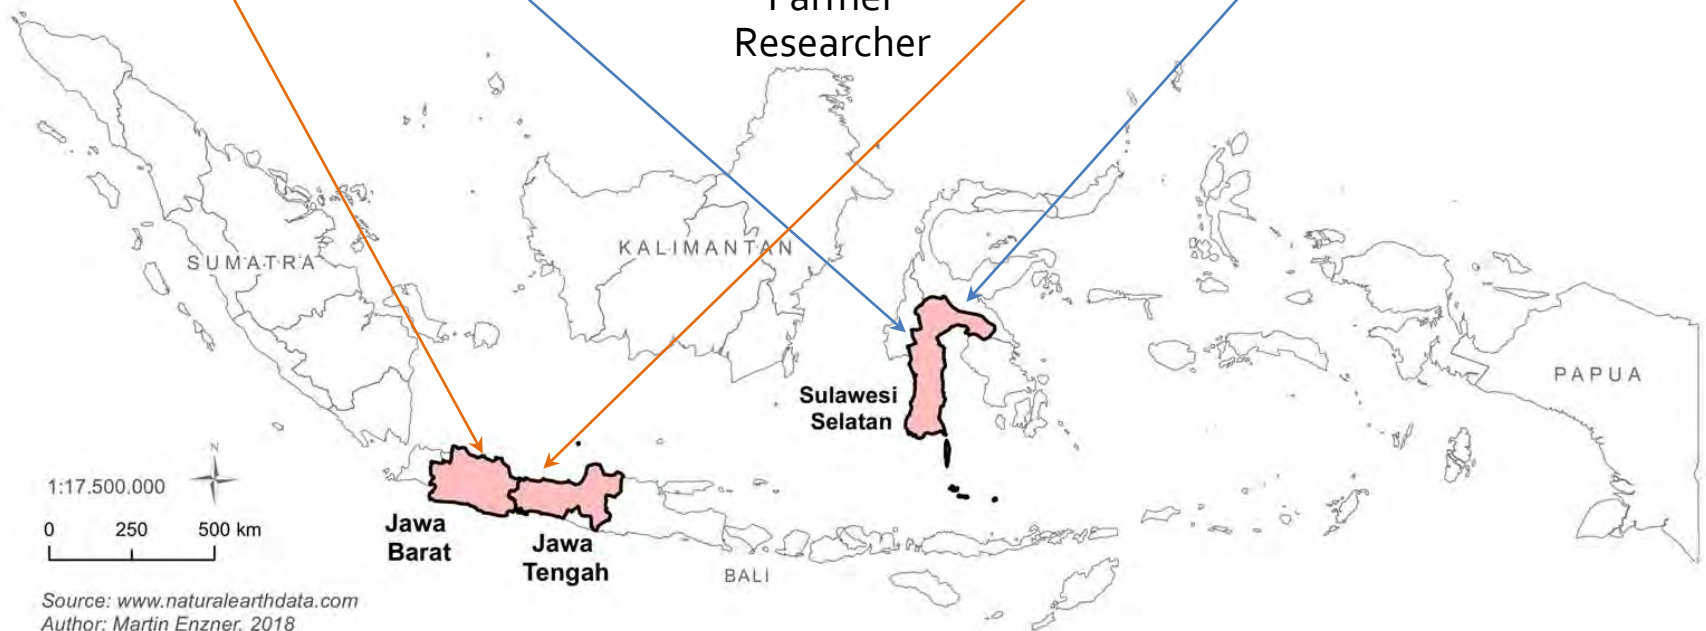 Farmer
Researcher
SUMATRA
KALIMANTAN
Sulawesi
Selatan
PAPUA
N
1:17.500.000
0 250 500 km
Jawa
Barat
Jawa
Tengah
BALI
Source: www.naturalearthdata.com
Author: Martin Enzner, 2018